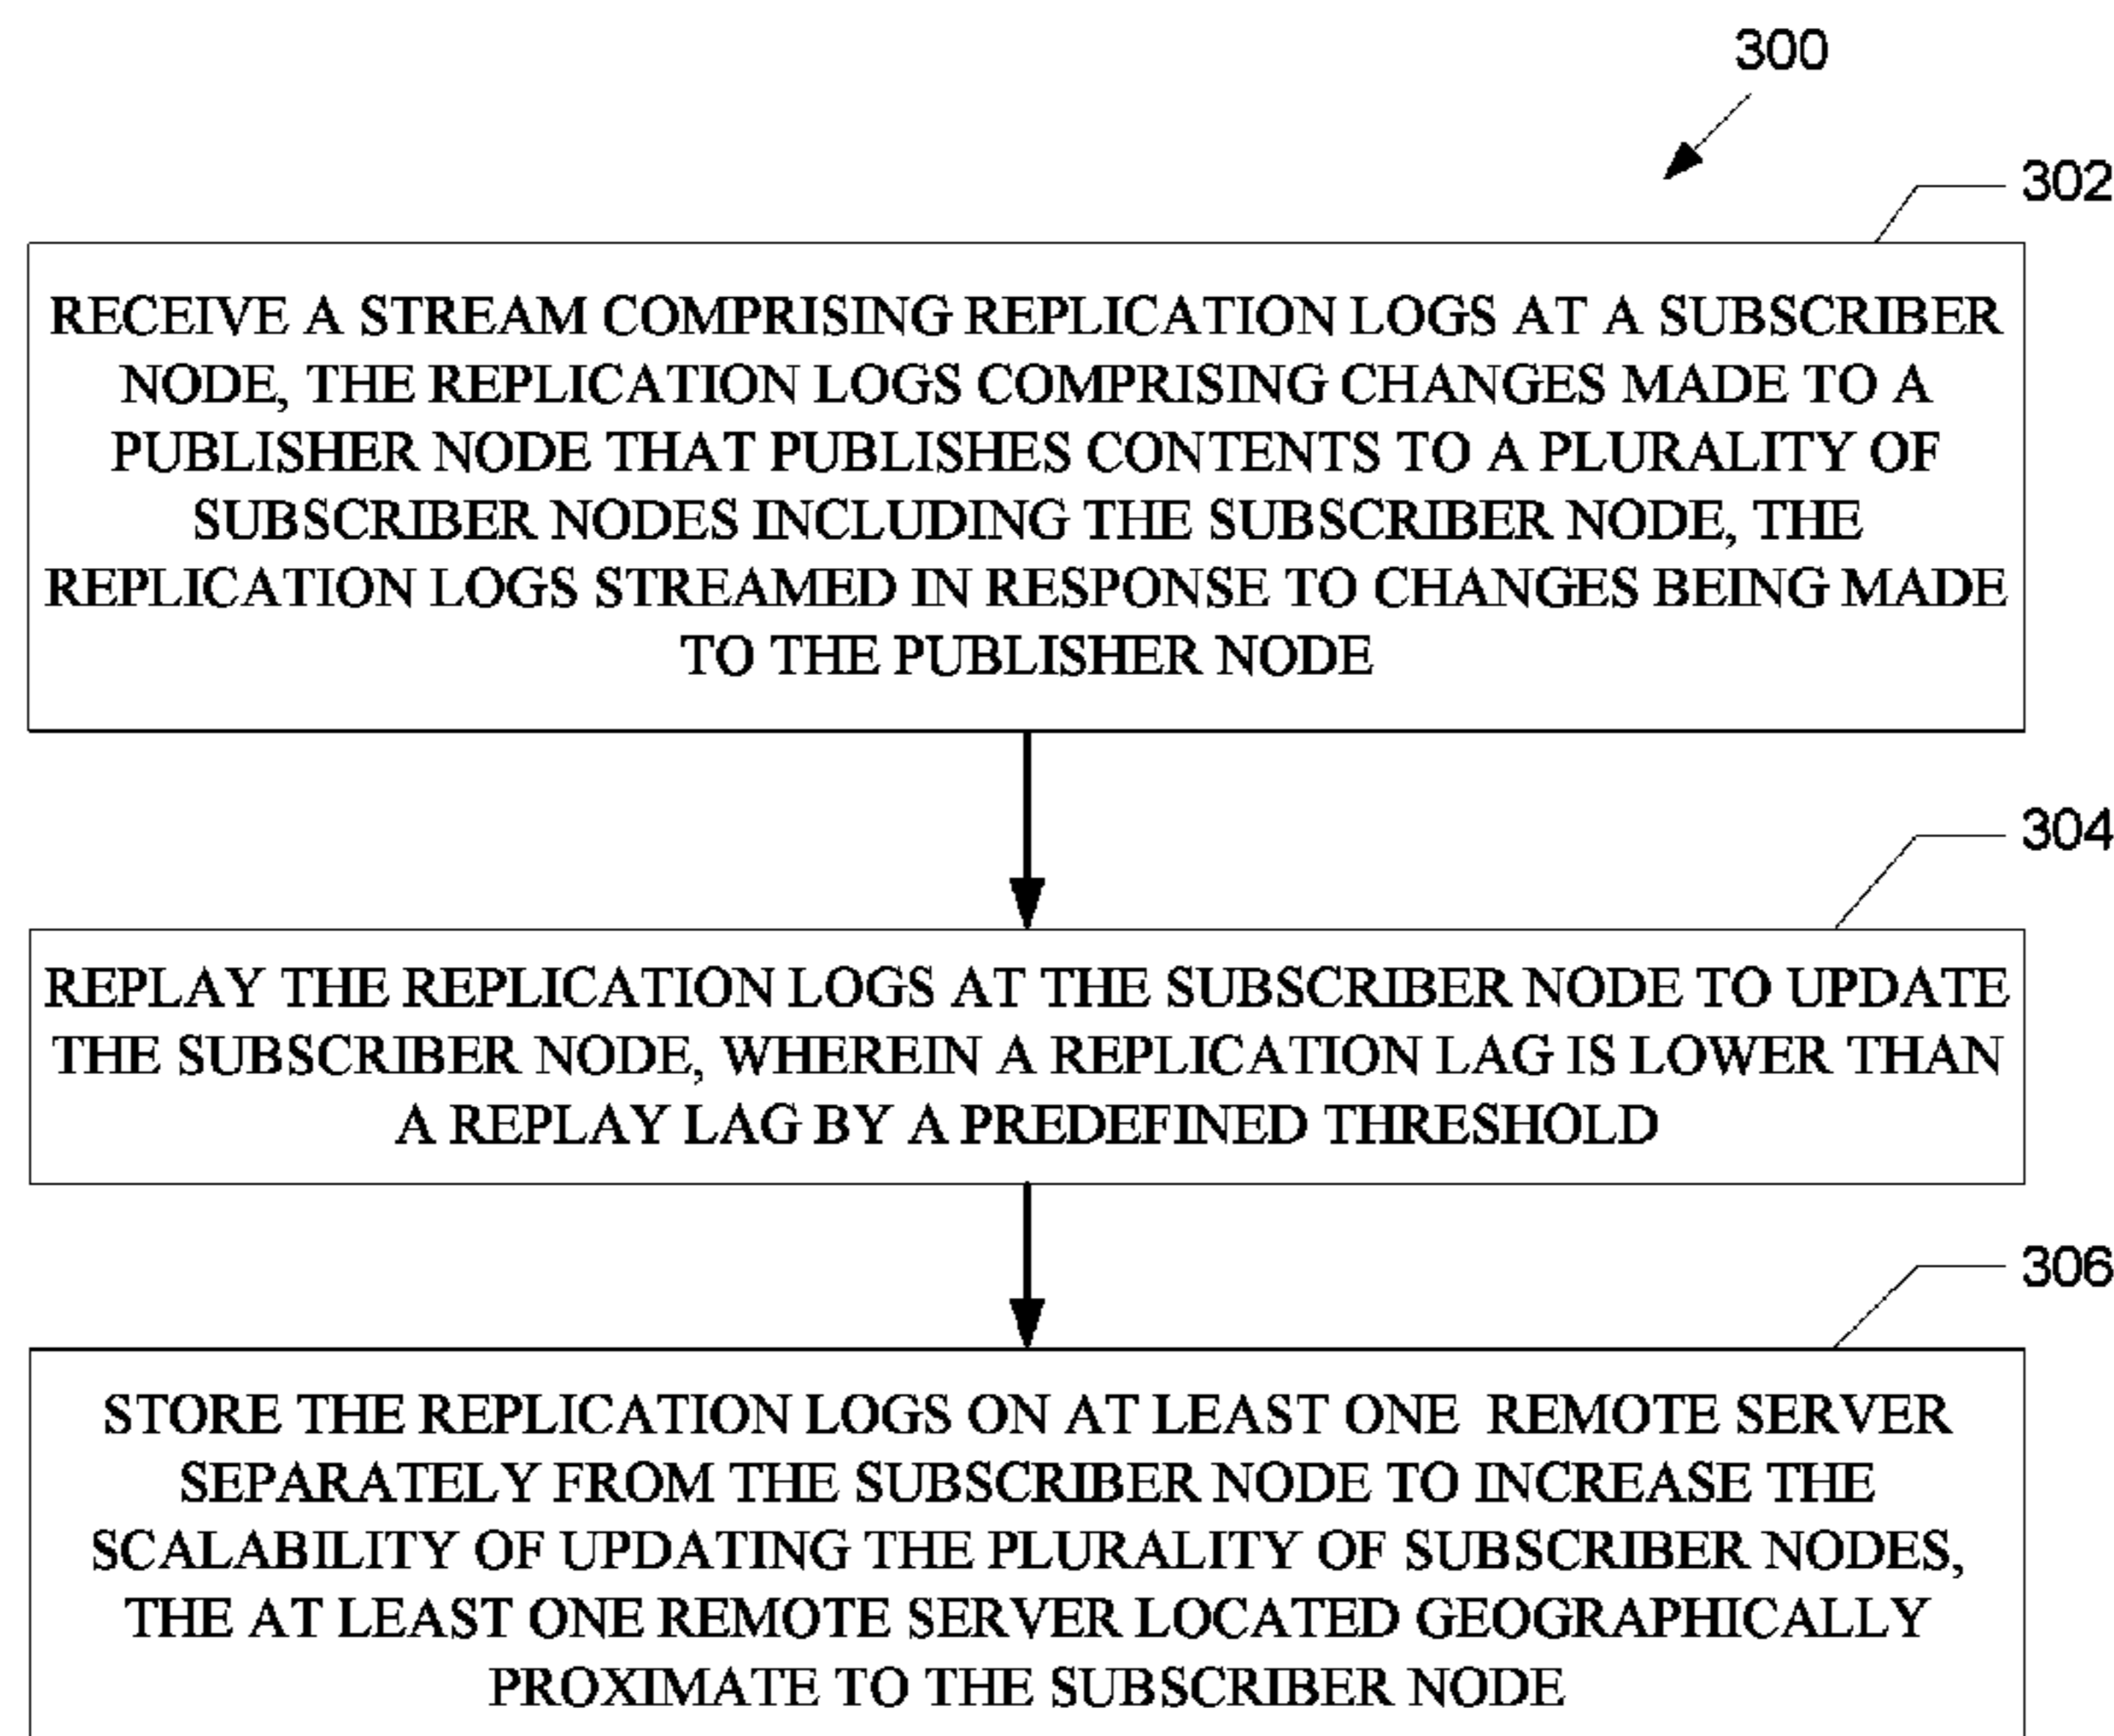 300
302
RECEIVE A STREAM COMPRISING REPLICATION LOGS AT A SUBSCRIBER
NODE, THE REPLICATION LOGS COMPRISING CHANGES MADE TO A
PUBLISHER NODE THAT PUBLISHES CONTENTS TO A PLURALITY OF
SUBSCRIBER NODES INCLUDING THE SUBSCRIBER NODE, THE
REPLICATION LOGS STREAMED IN RESPONSE TO CHANGES BEING MADE
TO THE PUBLISHER NODE
304
REPLAY THE REPLICATION LOGS AT THE SUBSCRIBER NODE TO UPDATE
THE SUBSCRIBER NODE, WHEREIN A REPLICATION LAG IS LOWER THAN
A REPLAY LAG BY A PREDEFINED THRESHOLD
306
STORE THE REPLICATION LOGS ON AT LEAST ONE REMOTE SERVER
SEPARATELY FROM THE SUBSCRIBER NODE TO INCREASE THE
SCALABILITY OF UPDATING THE PLURALITY OF SUBSCRIBER NODES,
THE AT LEAST ONE REMOTE SERVER LOCATED GEOGRAPHICALLY
PROXIMATE TO THE SUBSCRIBER NODE